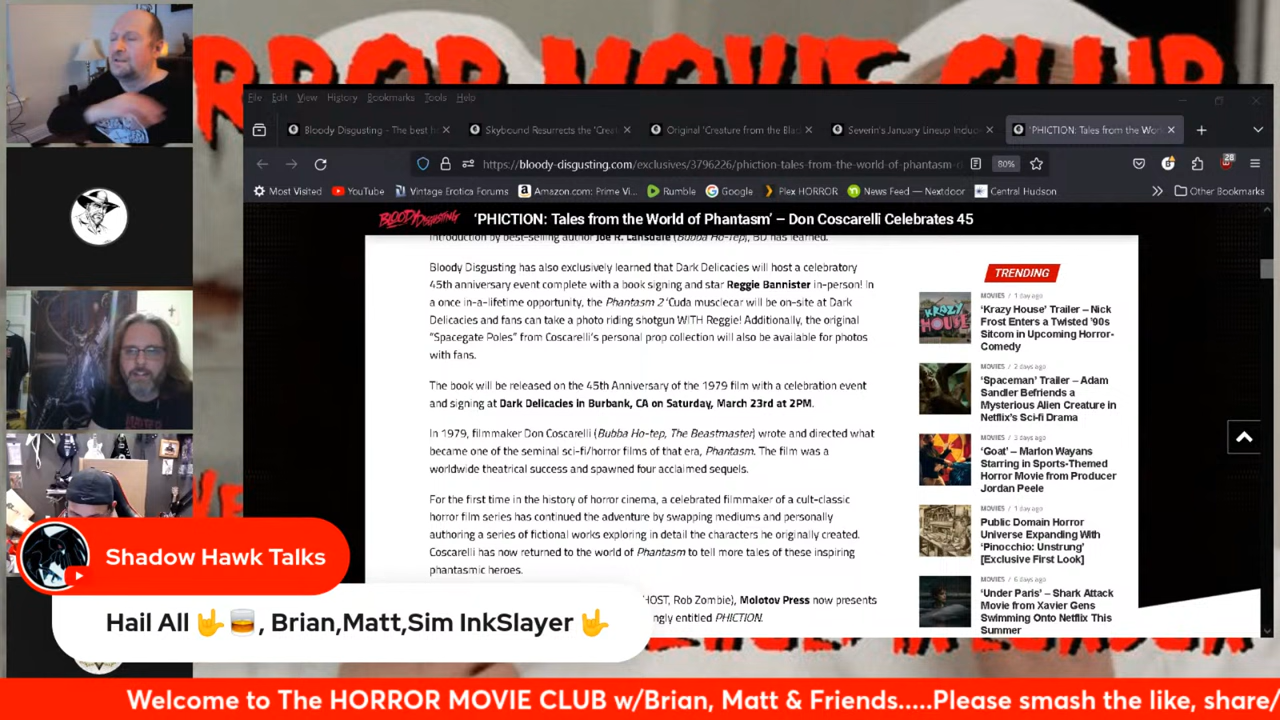 HORROR MOVIE CLUB
File Edit View History Bookmarks Tools Help
Bloody Disgusting - The best h
Skybound Resurrects the 'Creat
Original 'Creature from the Bla
Severin's January Lineup Induc
'PHICTION: Tales from the Wor
https://bloody-disgusting.com/exclusives/3796226/phiction-tales-from-the-world-of-phantasm-
80%
28
Most Visited YouTube Vintage Erotica Forums Amazon.com: Prime Vi... Rumble Google Plex HORROR News Feed — Nextdoor Central Hudson Other Bookmarks
BLOODY DISGUSTING 'PHICTION: Tales from the World of Phantasm' – Don Coscarelli Celebrates 45
introduction by best-selling author Joe R. Lansdale (Bubba Ho-Tep), BD has learned.
Bloody Disgusting has also exclusively learned that Dark Delicacies will host a celebratory
45th anniversary event complete with a book signing and star Reggie Bannister in-person! In
a once in-a-lifetime opportunity, the Phantasm 2 'Cuda musclecar will be on-site at Dark
Delicacies and fans can take a photo riding shotgun WITH Reggie! Additionally, the original
"Spacegate Poles" from Coscarelli's personal prop collection will also be available for photos
with fans.
The book will be released on the 45th Anniversary of the 1979 film with a celebration event
and signing at Dark Delicacies in Burbank, CA on Saturday, March 23rd at 2PM.
In 1979, filmmaker Don Coscarelli (Bubba Ho-tep, The Beastmaster) wrote and directed what
became one of the seminal sci-fi/horror films of that era, Phantasm. The film was a
worldwide theatrical success and spawned four acclaimed sequels.
For the first time in the history of horror cinema, a celebrated filmmaker of a cult-classic
horror film series has continued the adventure by swapping mediums and personally
authoring a series of fictional works exploring in detail the characters he originally created.
Coscarelli has now returned to the world of Phantasm to tell more tales of these inspiring
phantasmic heroes.
HOST, Rob Zombie), Molotov Press now presents
ngly entitled PHICTION.
TRENDING
MOVIES / 1 day ago
'Krazy House' Trailer – Nick
Frost Enters a Twisted '90s
Sitcom in Upcoming Horror-
Comedy
KRAZY HOUSE
MOVIES / 2 days ago
'Spaceman' Trailer – Adam
Sandler Befriends a
Mysterious Alien Creature in
Netflix's Sci-fi Drama
MOVIES / 3 days ago
'Goat' – Marlon Wayans
Starring in Sports-Themed
Horror Movie from Producer
Jordan Peele
MOVIES / 1 day ago
Public Domain Horror
Universe Expanding With
'Pinocchio: Unstrung'
[Exclusive First Look]
MOVIES / 6 days ago
'Under Paris' – Shark Attack
Movie from Xavier Gens
Swimming Onto Netflix This
Summer
Shadow Hawk Talks
Hail All 🤟🥃, Brian,Matt,Sim InkSlayer 🤟
Welcome to The HORROR MOVIE CLUB w/Brian, Matt & Friends.....Please smash the like, share/